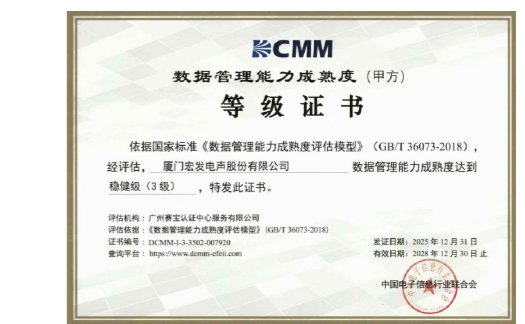 CMM
数据管理能力成熟度（甲方）
等级证书
依据国家标准《数据管理能力成熟度评估模型》（GB/T 36073-2018），
经评估，厦门宏发电声股份有限公司 数据管理能力成熟度达到
稳健级（3 级），特发此证书。
评估机构：广州赛宝认证中心服务有限公司
评估依据：《数据管理能力成熟度评估模型》（GB/T 36073-2018）
证书编号：DCMM-I-3-3502-007920
查询平台：https://www.dcmm-efeii.com
发证日期：2025 年 12 月 31 日
有效日期：2028 年 12 月 30 日 止
中国电子信息行业联合会